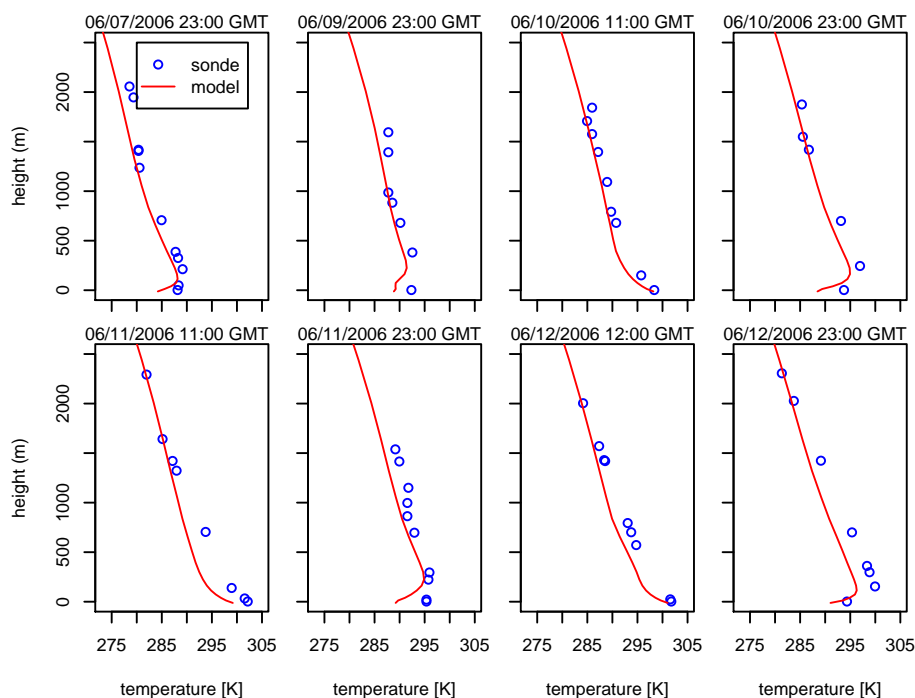 06/07/2006 23:00 GMT
06/09/2006 23:00 GMT
06/10/2006 11:00 GMT
06/10/2006 23:00 GMT
sonde
model
height (m)
2000
1000
500
0
06/11/2006 11:00 GMT
06/11/2006 23:00 GMT
06/12/2006 12:00 GMT
06/12/2006 23:00 GMT
height (m)
2000
1000
500
0
275 285 295 305
275 285 295 305
275 285 295 305
275 285 295 305
temperature [K]
temperature [K]
temperature [K]
temperature [K]